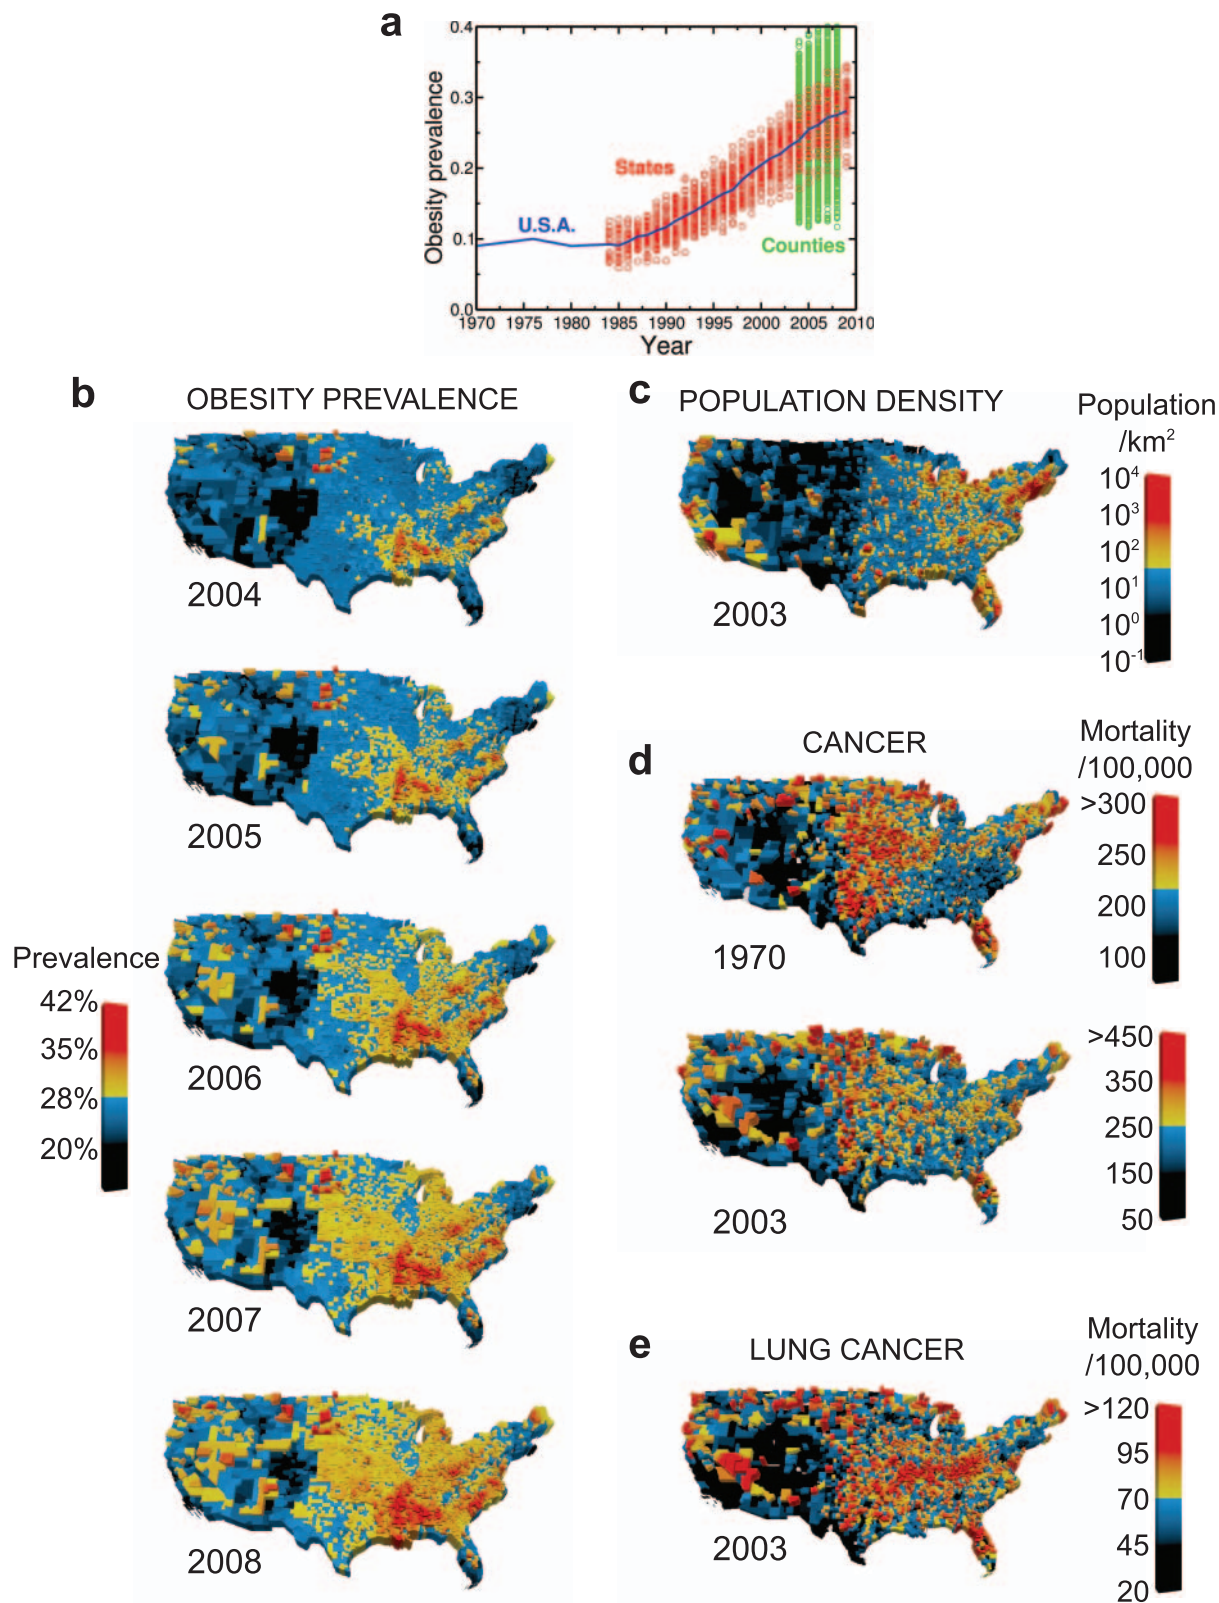 a
0.4
0.3
0.2
0.1
0.0
Obesity prevalence
States
U.S.A.
Counties
1970 1975 1980 1985 1990 1995 2000 2005 2010
Year
b
OBESITY PREVALENCE
2004
2005
2006
2007
2008
Prevalence
42%
35%
28%
20%
c
POPULATION DENSITY
2003
Population
/km²
10⁴
10³
10²
10¹
10⁰
10⁻¹
d
CANCER
1970
Mortality
/100,000
>300
250
200
100
2003
>450
350
250
150
50
e
LUNG CANCER
2003
Mortality
/100,000
>120
95
70
45
20